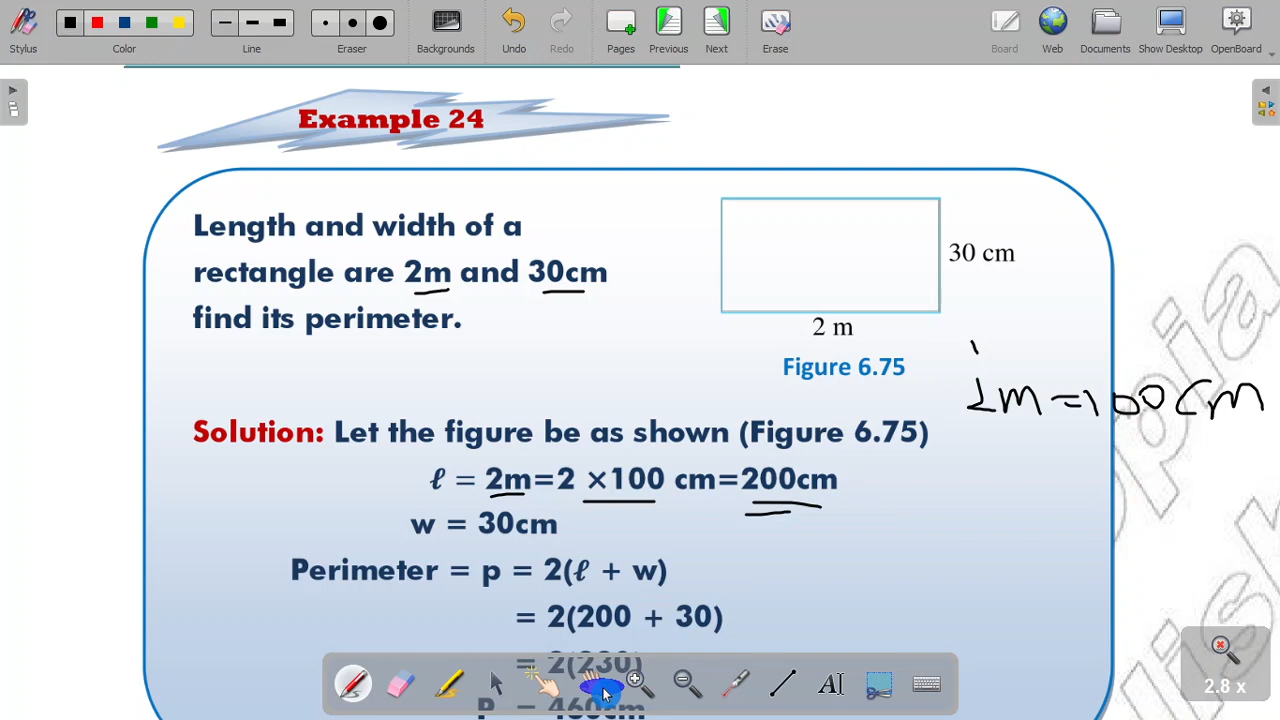 Stylus
Color
Line
Eraser
Backgrounds
Undo
Redo
Pages
Previous
Next
Erase
Board
Web
Documents
Show Desktop
OpenBoard
Example 24
Length and width of a
rectangle are 2m and 30cm
find its perimeter.
30 cm
2 m
Figure 6.75
1m=100cm
Solution: Let the figure be as shown (Figure 6.75)
ℓ = 2m=2 ×100 cm=200cm
w = 30cm
Perimeter = p = 2(ℓ + w)
= 2(200 + 30)
= 2(230)
P = 460cm
2.8 x